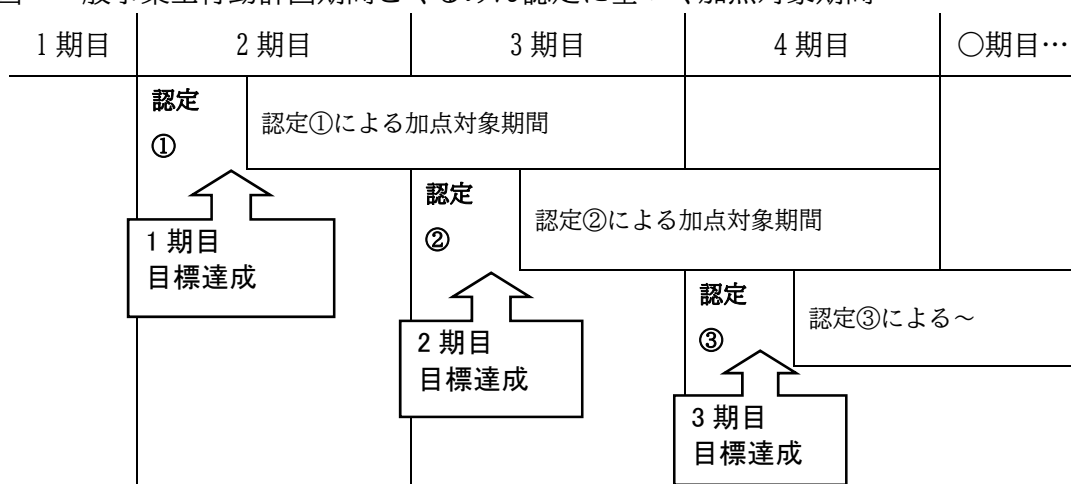 1期目 2期目 3期目 4期目 〇期目…
認定
①
認定①による加点対象期間
1期目
目標達成
認定
②
認定②による加点対象期間
2期目
目標達成
認定
③
認定③による~
3期目
目標達成